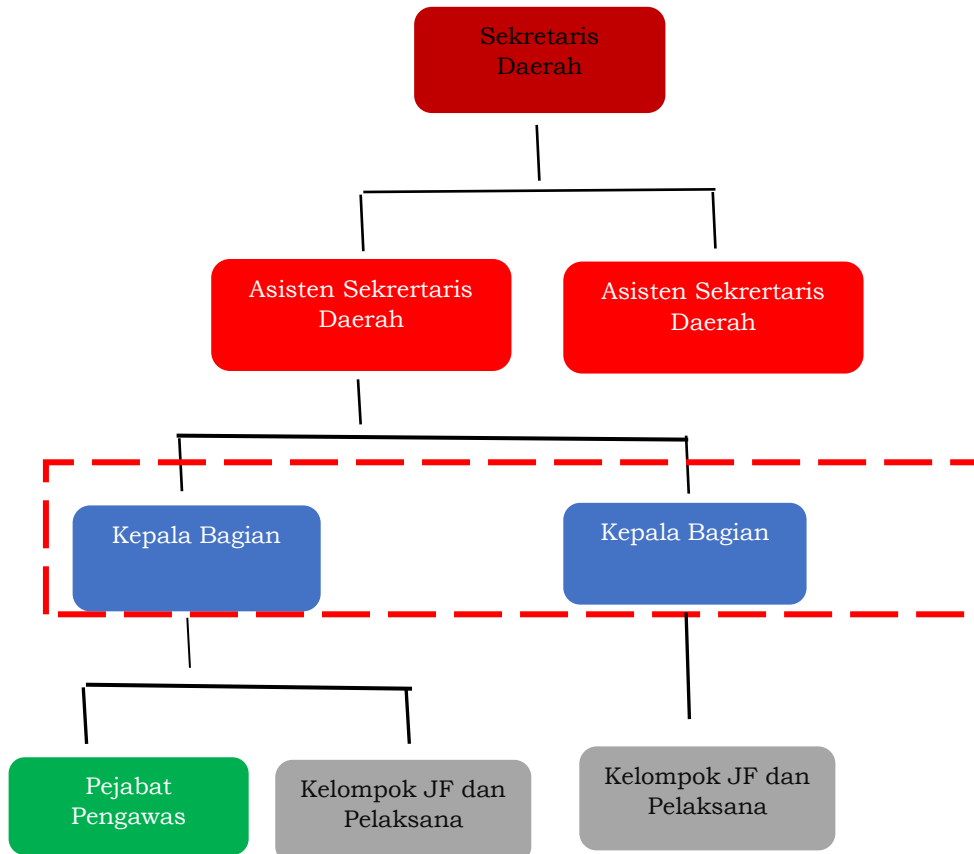 Sekretaris
Daerah
Asisten Sekrertaris
Daerah
Asisten Sekrertaris
Daerah
Kepala Bagian
Kepala Bagian
Pejabat
Pengawas
Kelompok JF dan
Pelaksana
Kelompok JF dan
Pelaksana